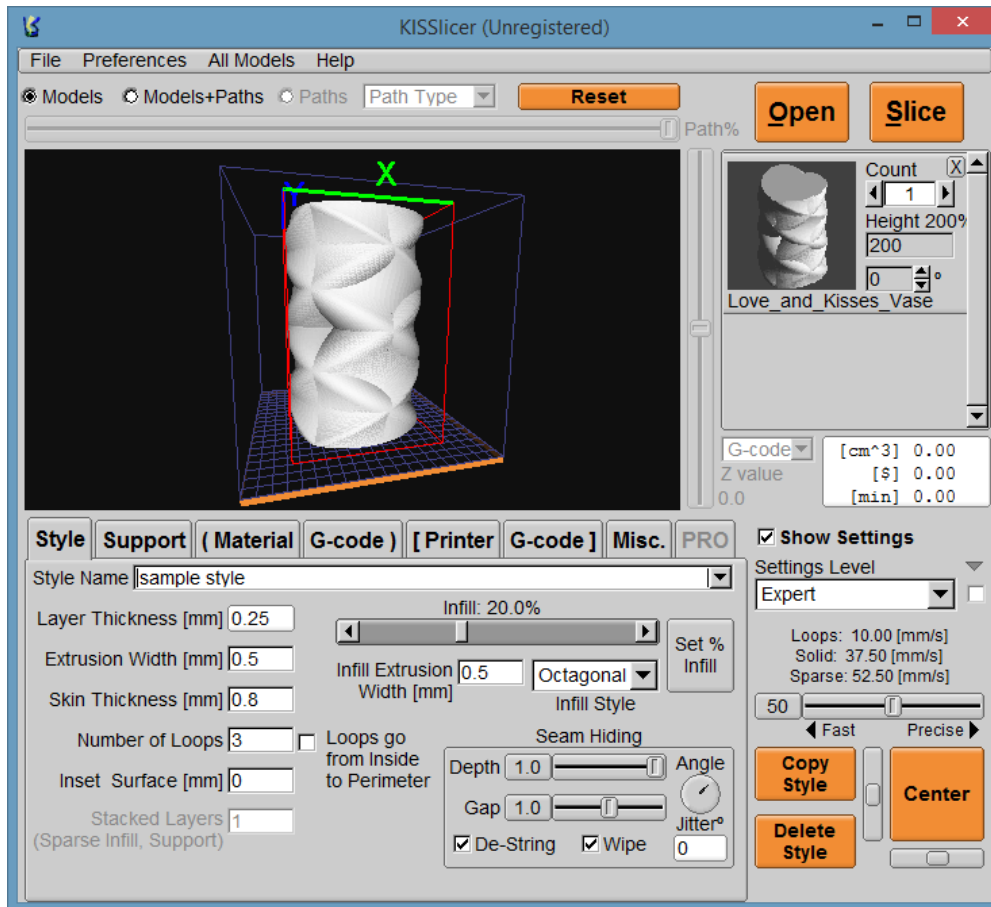 KISSlicer (Unregistered)
File Preferences All Models Help
Models Models+Paths Paths Path Type Reset
Path%
Open Slice
X
Y
Count X
1
Height 200%
200
0 °
Love_and_Kisses_Vase
G-code
Z value
0.0
[cm^3] 0.00
[$] 0.00
[min] 0.00
Style Support ( Material G-code ) [ Printer G-code ] Misc. PRO
Style Name sample style
Layer Thickness [mm] 0.25
Extrusion Width [mm] 0.5
Skin Thickness [mm] 0.8
Number of Loops 3
Inset Surface [mm] 0
Stacked Layers 1
(Sparse Infill, Support)
Loops go
from Inside
to Perimeter
Infill: 20.0%
Set %
Infill
Infill Extrusion 0.5
Width [mm]
Octagonal
Infill Style
Seam Hiding
Depth 1.0
Gap 1.0
Angle
Jitterº
0
De-String Wipe
Show Settings
Settings Level
Expert
Loops: 10.00 [mm/s]
Solid: 37.50 [mm/s]
Sparse: 52.50 [mm/s]
50
Fast Precise
Copy
Style
Center
Delete
Style